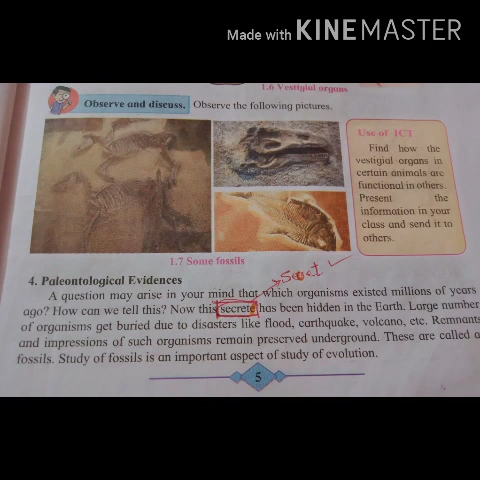 Made with KINEMASTER
1.6 Vestigial organs
Observe and discuss. Observe the following pictures.
Use of ICT
Find how the
vestigial organs in
certain animals are
functional in others.
Present the
information in your
class and send it to
others.
1.7 Some fossils
Secret
4. Paleontological Evidences
A question may arise in your mind that which organisms existed millions of years
ago? How can we tell this? Now this secrete has been hidden in the Earth. Large number
of organisms get buried due to disasters like flood, earthquake, volcano, etc. Remnants
and impressions of such organisms remain preserved underground. These are called a
fossils. Study of fossils is an important aspect of study of evolution.
5